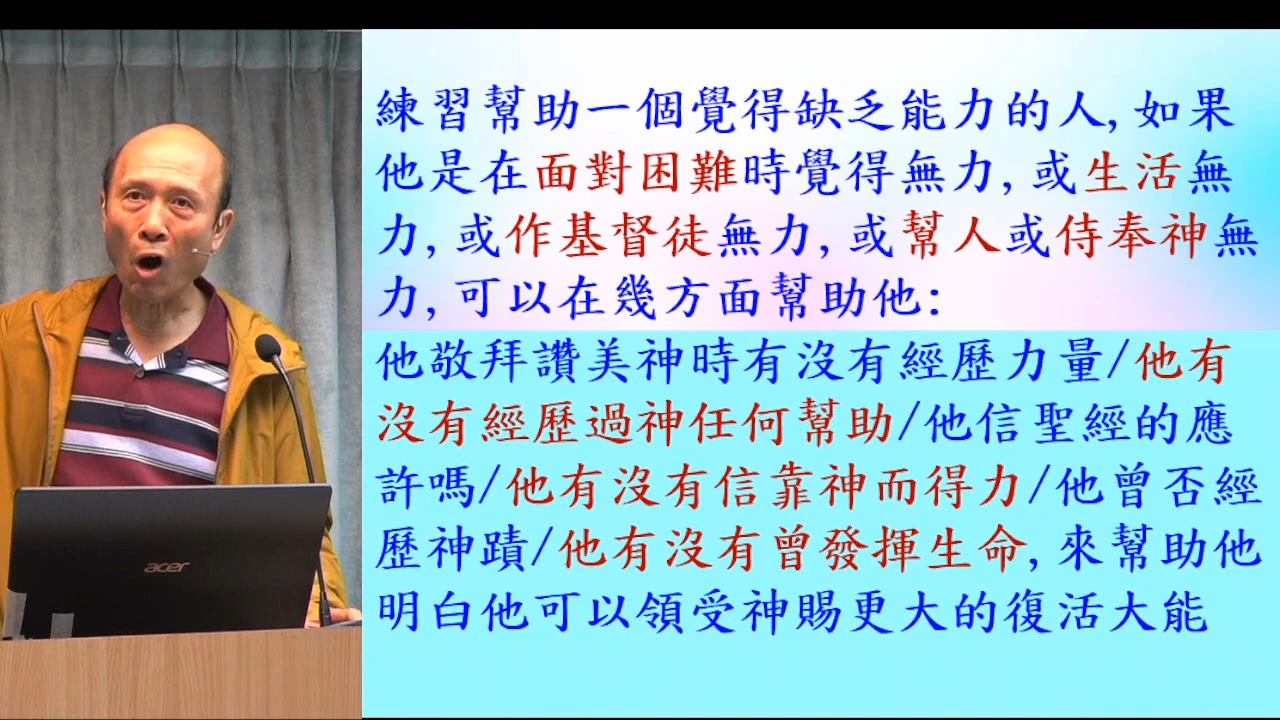 練習幫助一個覺得缺乏能力的人, 如果
他是在面對困難時覺得無力, 或生活無
力, 或作基督徒無力, 或幫人或侍奉神無
力, 可以在幾方面幫助他:
他敬拜讚美神時有沒有經歷力量/他有
沒有經歷過神任何幫助/他信聖經的應
許嗎/他有沒有信靠神而得力/他曾否經
歷神蹟/他有沒有曾發揮生命, 來幫助他
明白他可以領受神賜更大的復活大能
acer